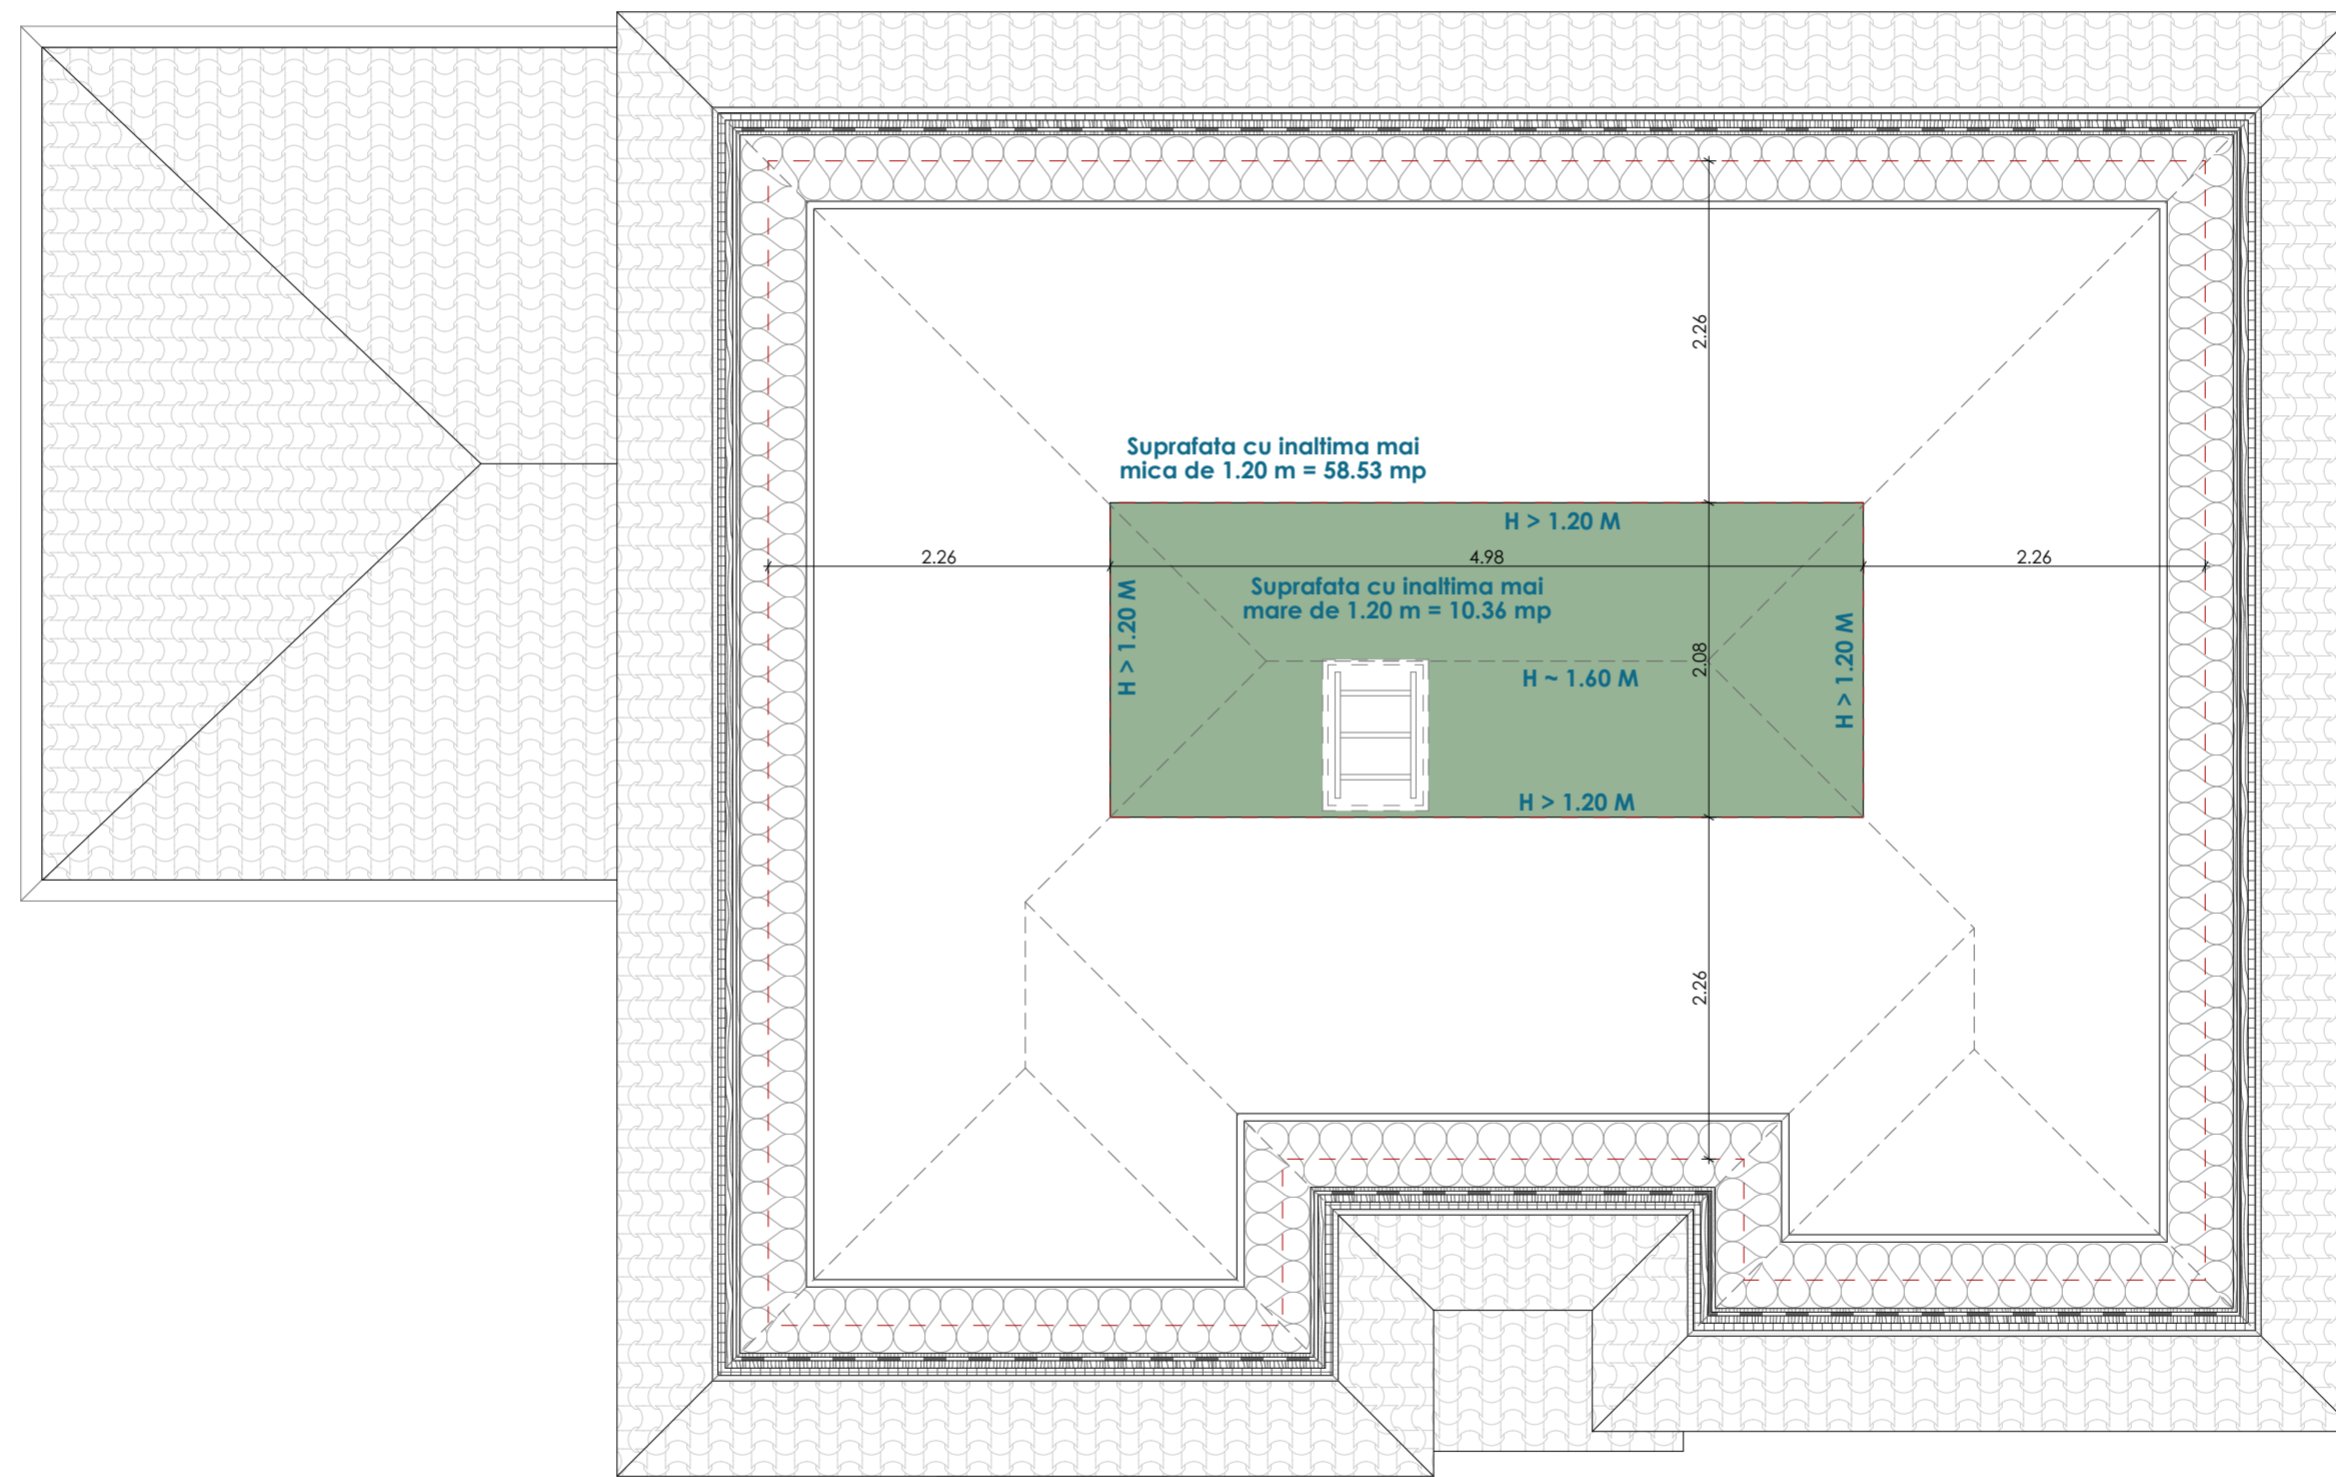 2.26
Suprafata cu inaltima mai
mica de 1.20 m = 58.53 mp
H > 1.20 M
2.26
4.98
2.26
Suprafata cu inaltima mai
mare de 1.20 m = 10.36 mp
H > 1.20 M
H > 1.20 M
2.08
H ~ 1.60 M
H > 1.20 M
2.26